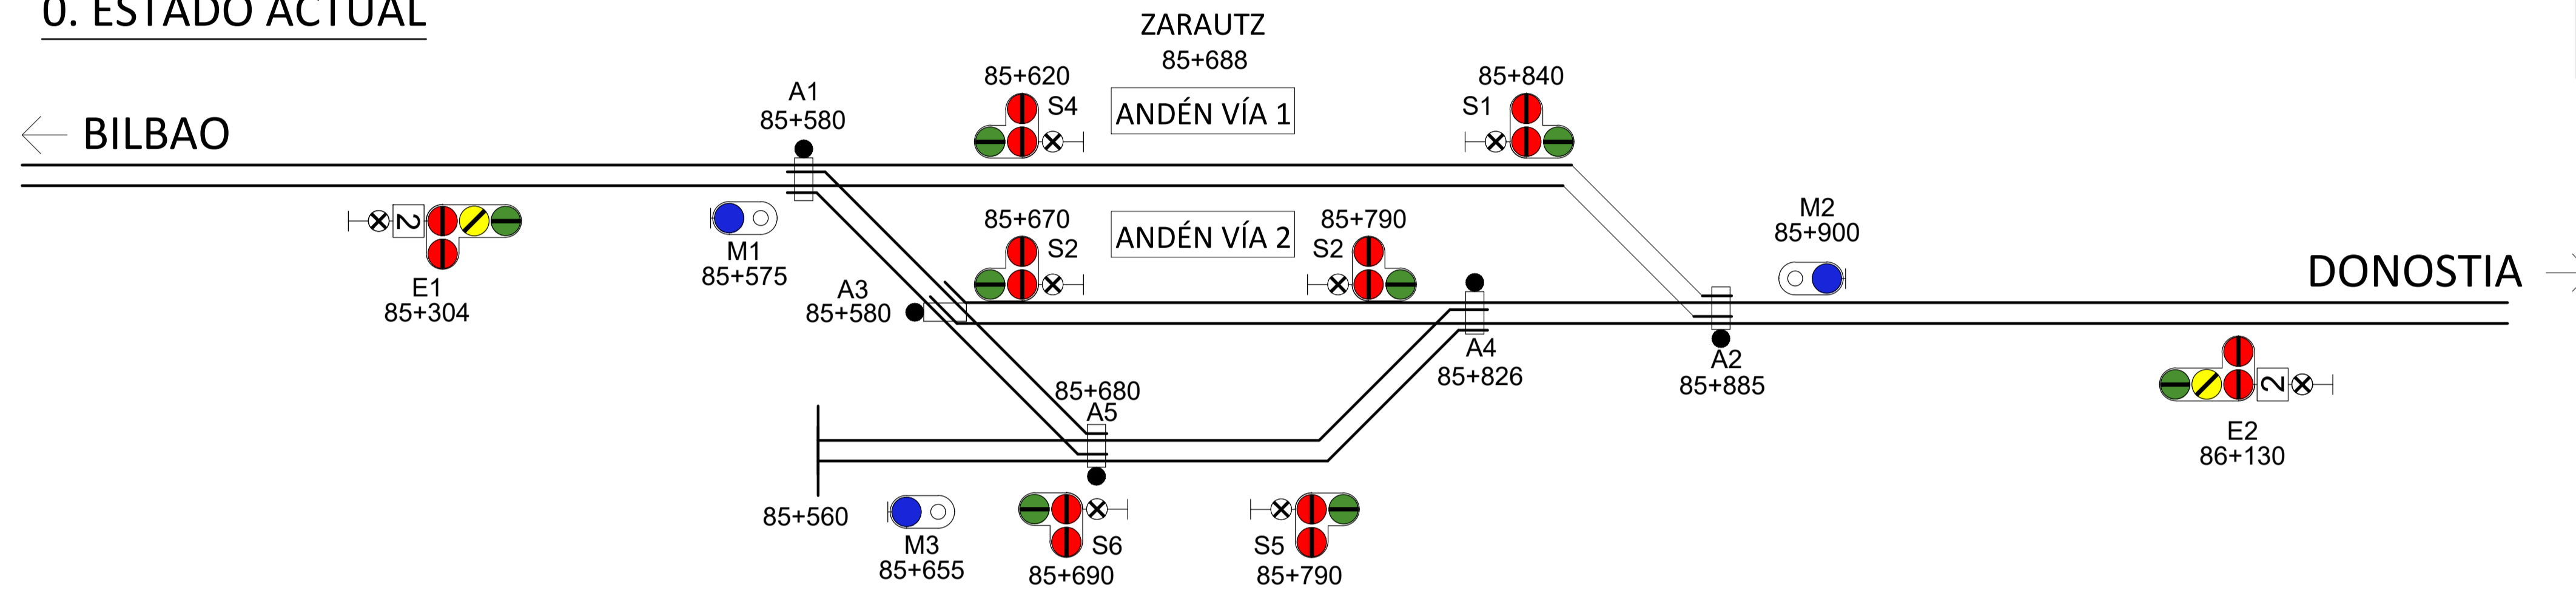 0. ESTADO ACTUAL
ZARAUTZ
85+688
BILBAO
A1
85+580
85+620
S4
ANDÉN VÍA 1
85+840
S1
2
E1
85+304
M1
85+575
85+670
S2
ANDÉN VÍA 2
85+790
S2
M2
85+900
DONOSTIA
A3
85+580
A4
85+826
A2
85+885
2
E2
86+130
85+680
A5
85+560
M3
85+655
S6
85+690
S5
85+790